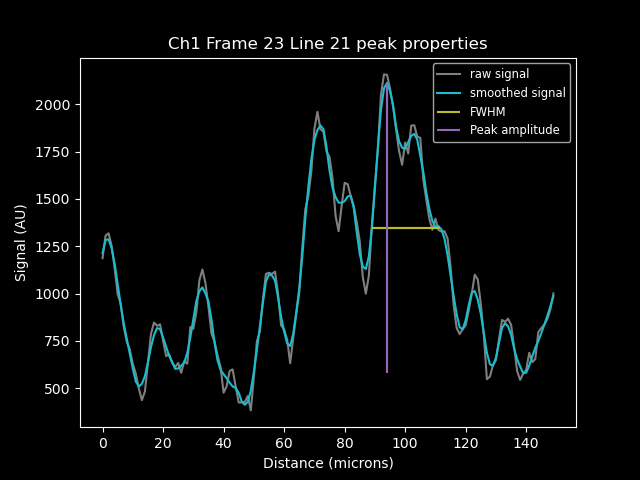 Ch1 Frame 23 Line 21 peak properties
raw signal
smoothed signal
FWHM
Peak amplitude
Signal (AU)
2000
1750
1500
1250
1000
750
500
0 20 40 60 80 100 120 140
Distance (microns)